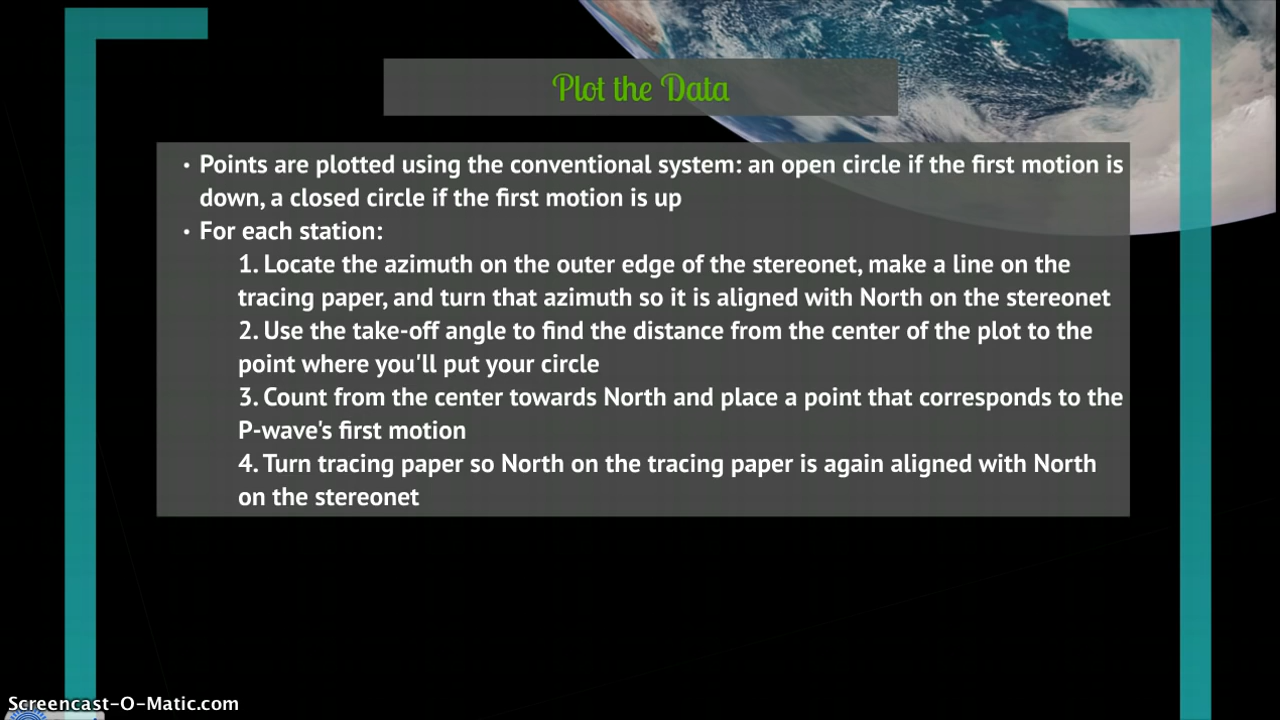 Plot the Data
• Points are plotted using the conventional system: an open circle if the first motion is
down, a closed circle if the first motion is up
• For each station:
1. Locate the azimuth on the outer edge of the stereonet, make a line on the
tracing paper, and turn that azimuth so it is aligned with North on the stereonet
2. Use the take-off angle to find the distance from the center of the plot to the
point where you'll put your circle
3. Count from the center towards North and place a point that corresponds to the
P-wave's first motion
4. Turn tracing paper so North on the tracing paper is again aligned with North
on the stereonet
Screencast-O-Matic.com